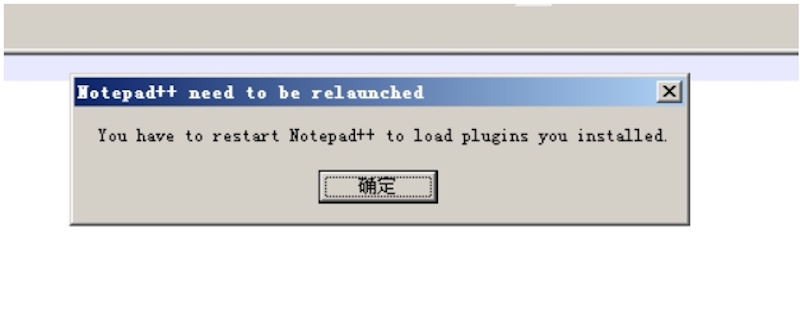 Notepad++ need to be relaunched
You have to restart Notepad++ to load plugins you installed.
确定